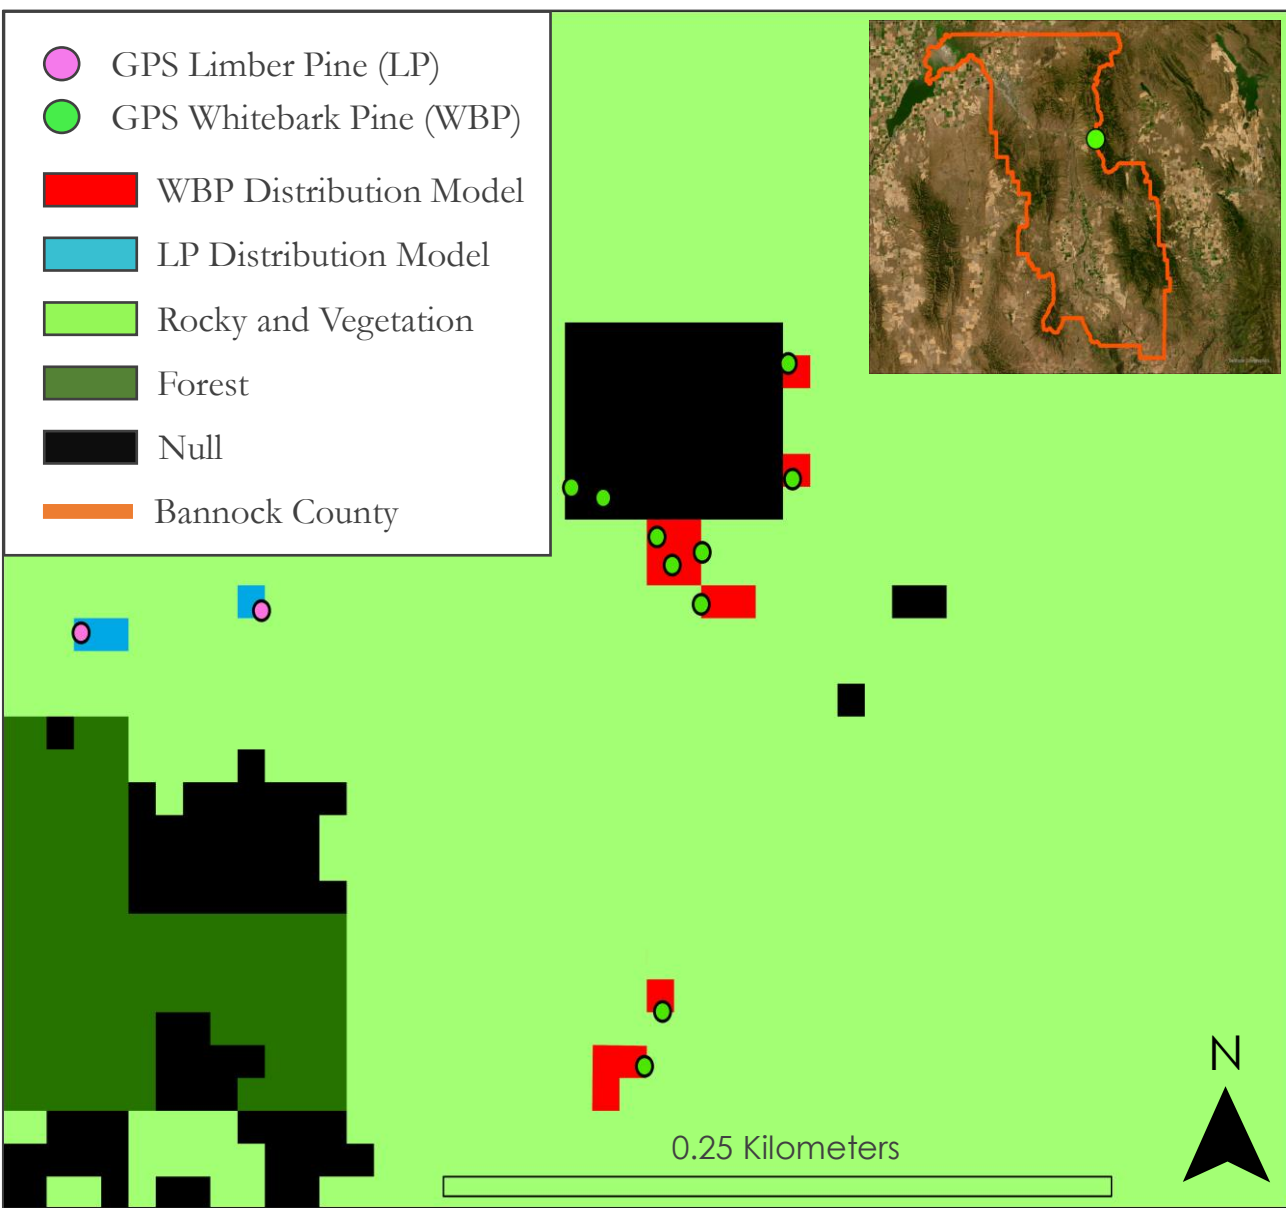 GPS Limber Pine (LP)
GPS Whitebark Pine (WBP)
WBP Distribution Model
LP Distribution Model
Rocky and Vegetation
Forest
Null
Bannock County
N
0.25 Kilometers